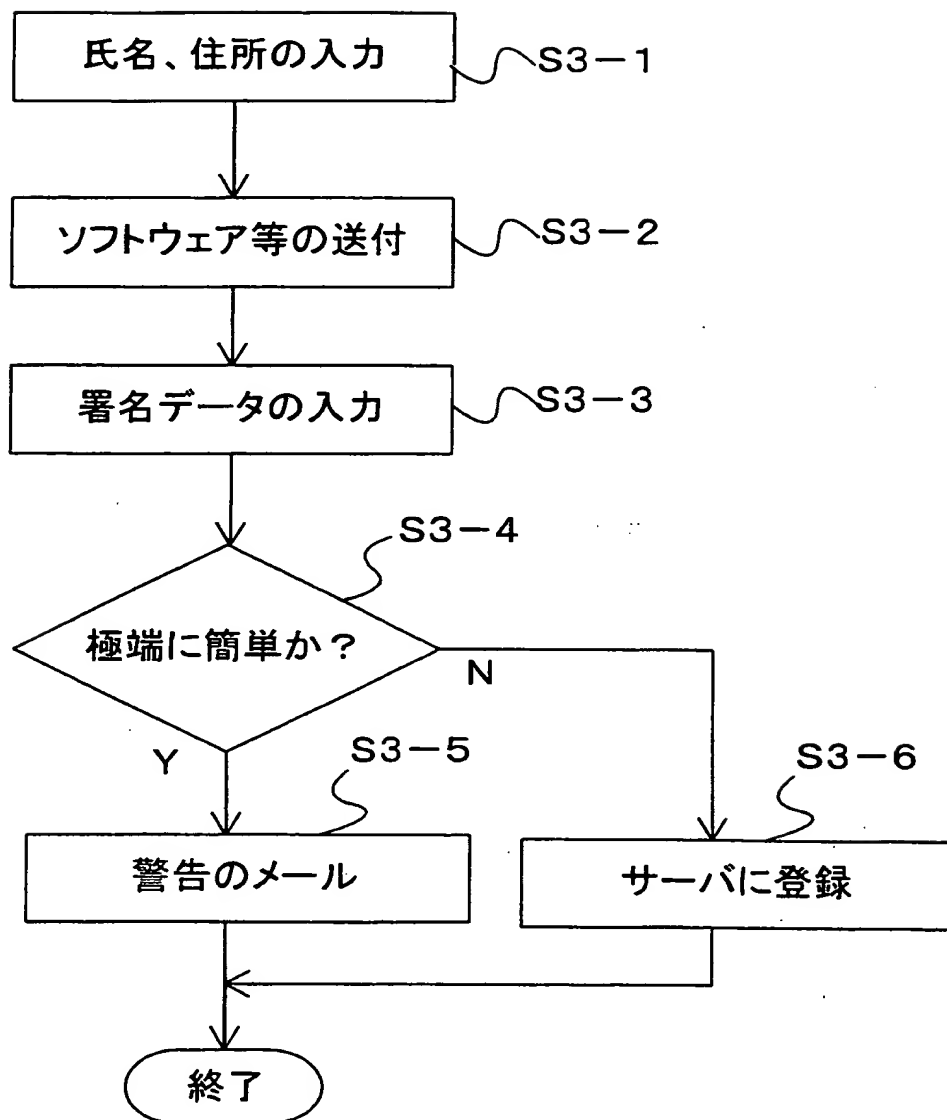 氏名、住所の入力
S3-1
ソフトウェア等の送付
S3-2
署名データの入力
S3-3
S3-4
極端に簡単か?
N
Y
S3-5
S3-6
警告のメール
サーバに登録
終了